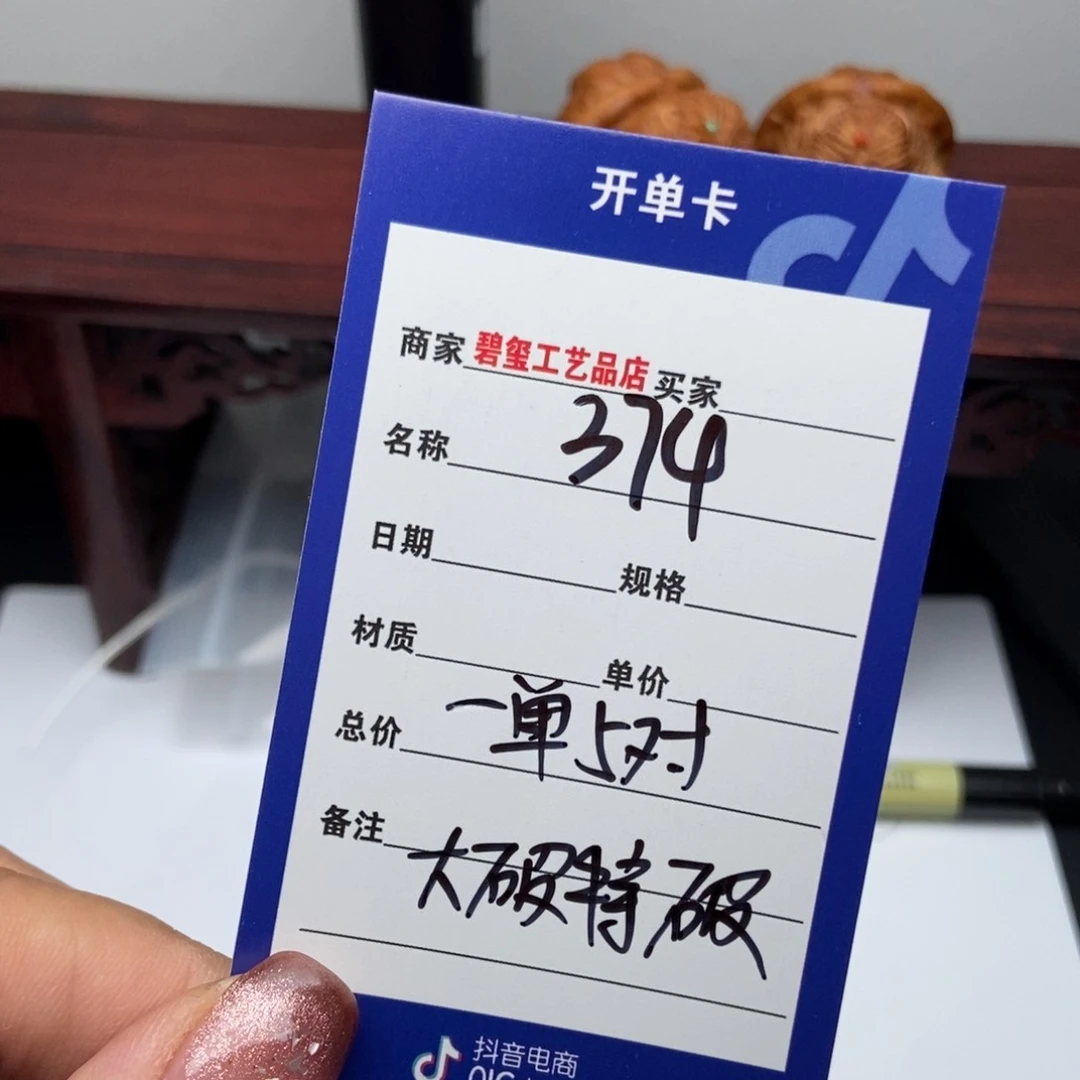 开单卡
商家 碧玺工艺品店 买家
374
名称
日期 规格
材质 单价
一单5对
总价
备注 大破特破
抖音电商